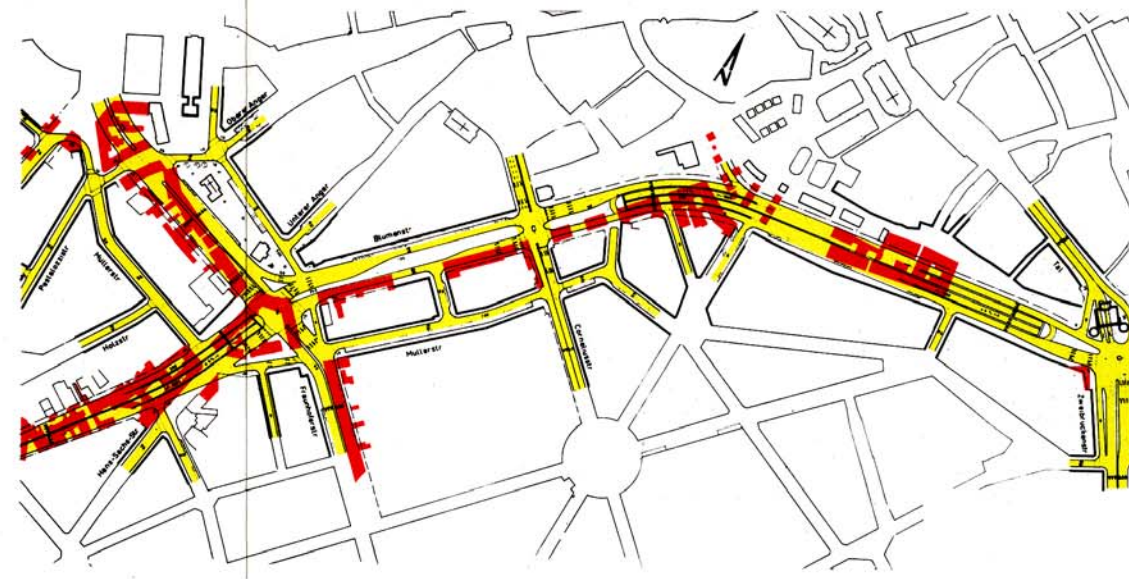 Oberer Anger
Unterer Anger
Blumenstr
Pestalozzistr
Müllerstr
Holzstr
Müllerstr
Corneliusstr
Fraunhoferstr
Hans-Sachs-Str
Tal
Zweibrückenstr